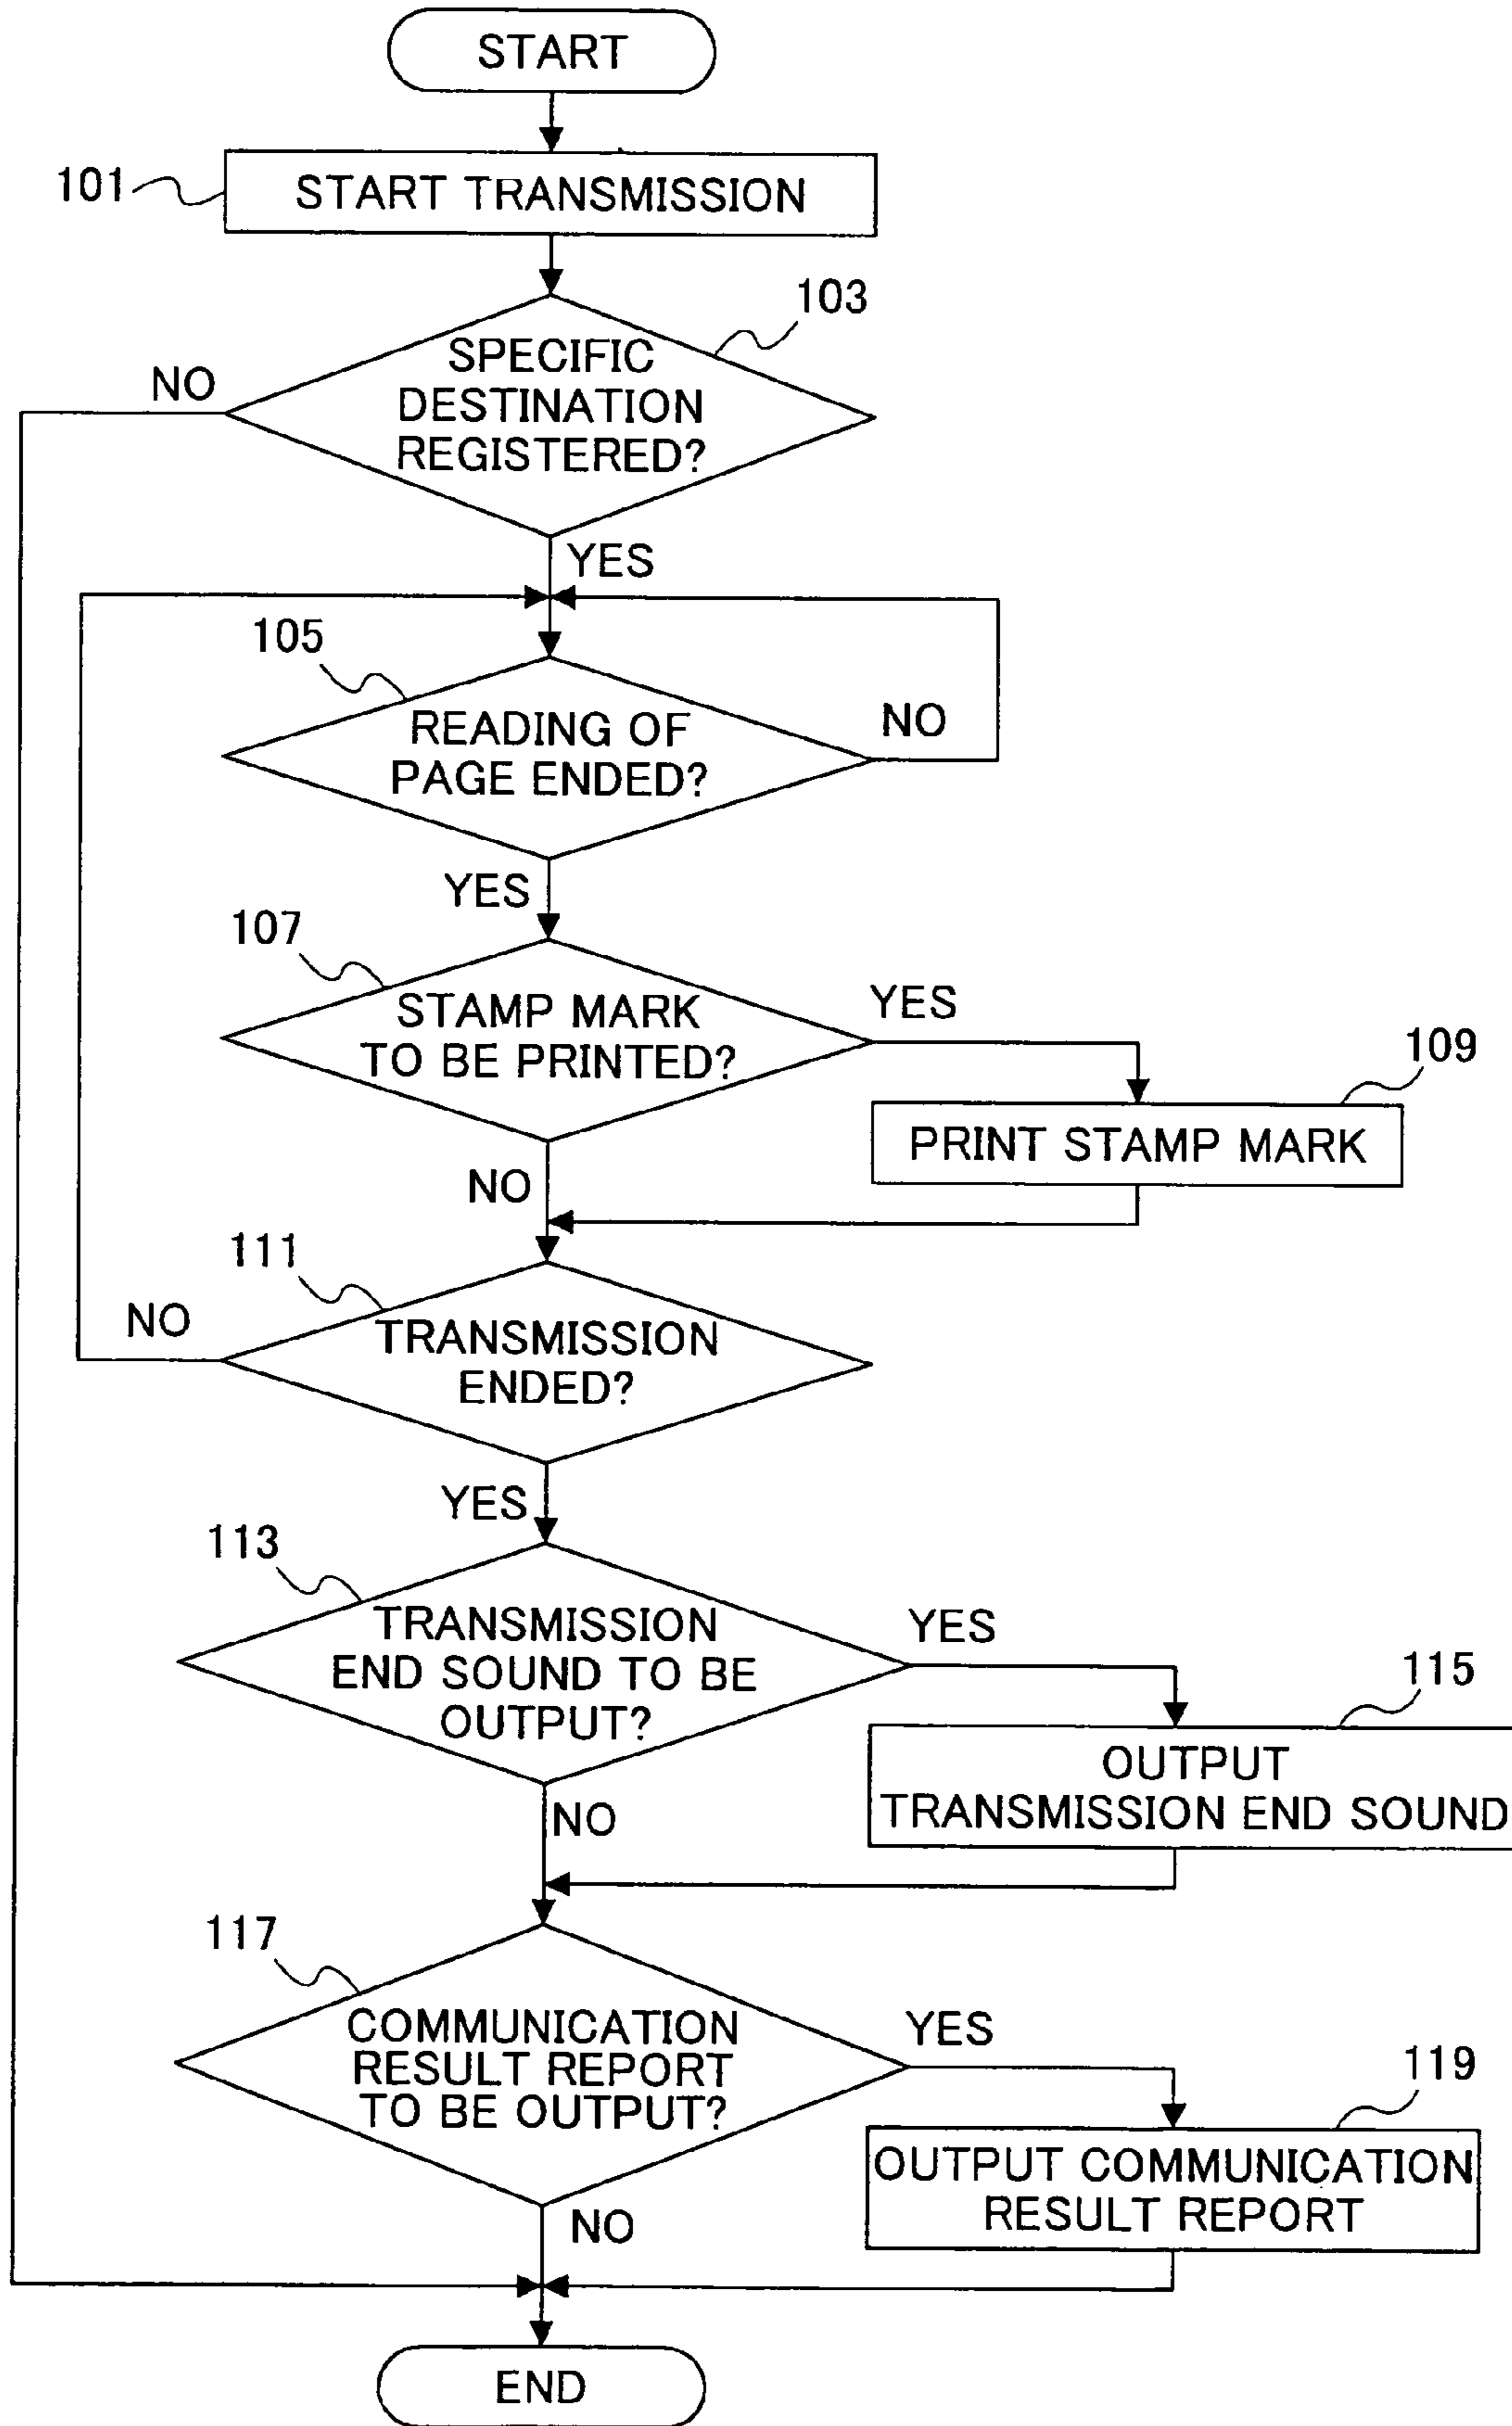 START
101
START TRANSMISSION
103
SPECIFIC
DESTINATION
REGISTERED?
NO
YES
105
READING OF
PAGE ENDED?
NO
YES
107
STAMP MARK
TO BE PRINTED?
YES
109
PRINT STAMP MARK
NO
111
TRANSMISSION
ENDED?
NO
YES
113
TRANSMISSION
END SOUND TO BE
OUTPUT?
YES
115
OUTPUT
TRANSMISSION END SOUND
NO
117
COMMUNICATION
RESULT REPORT
TO BE OUTPUT?
YES
119
OUTPUT COMMUNICATION
RESULT REPORT
NO
END